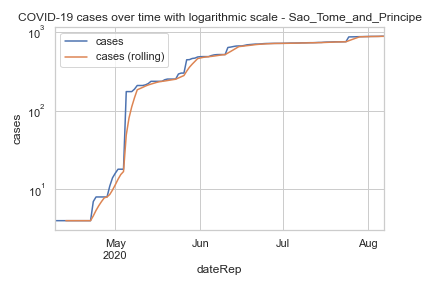 COVID-19 cases over time with logarithmic scale - Sao_Tome_and_Principe
cases
cases (rolling)
10³
10²
10¹
cases
May
2020
Jun
Jul
Aug
dateRep